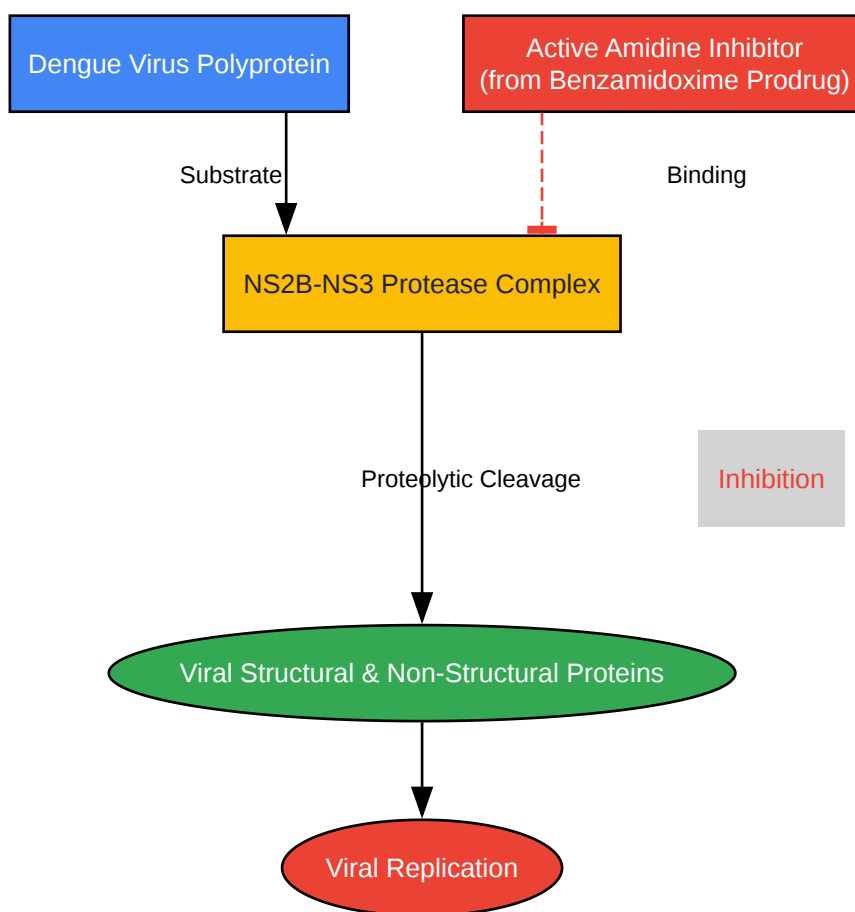 Dengue Virus Polyprotein
Active Amidine Inhibitor
(from Benzamidoxime Prodrug)
Substrate
Binding
NS2B-NS3 Protease Complex
Proteolytic Cleavage
Inhibition
Viral Structural & Non-Structural Proteins
Viral Replication